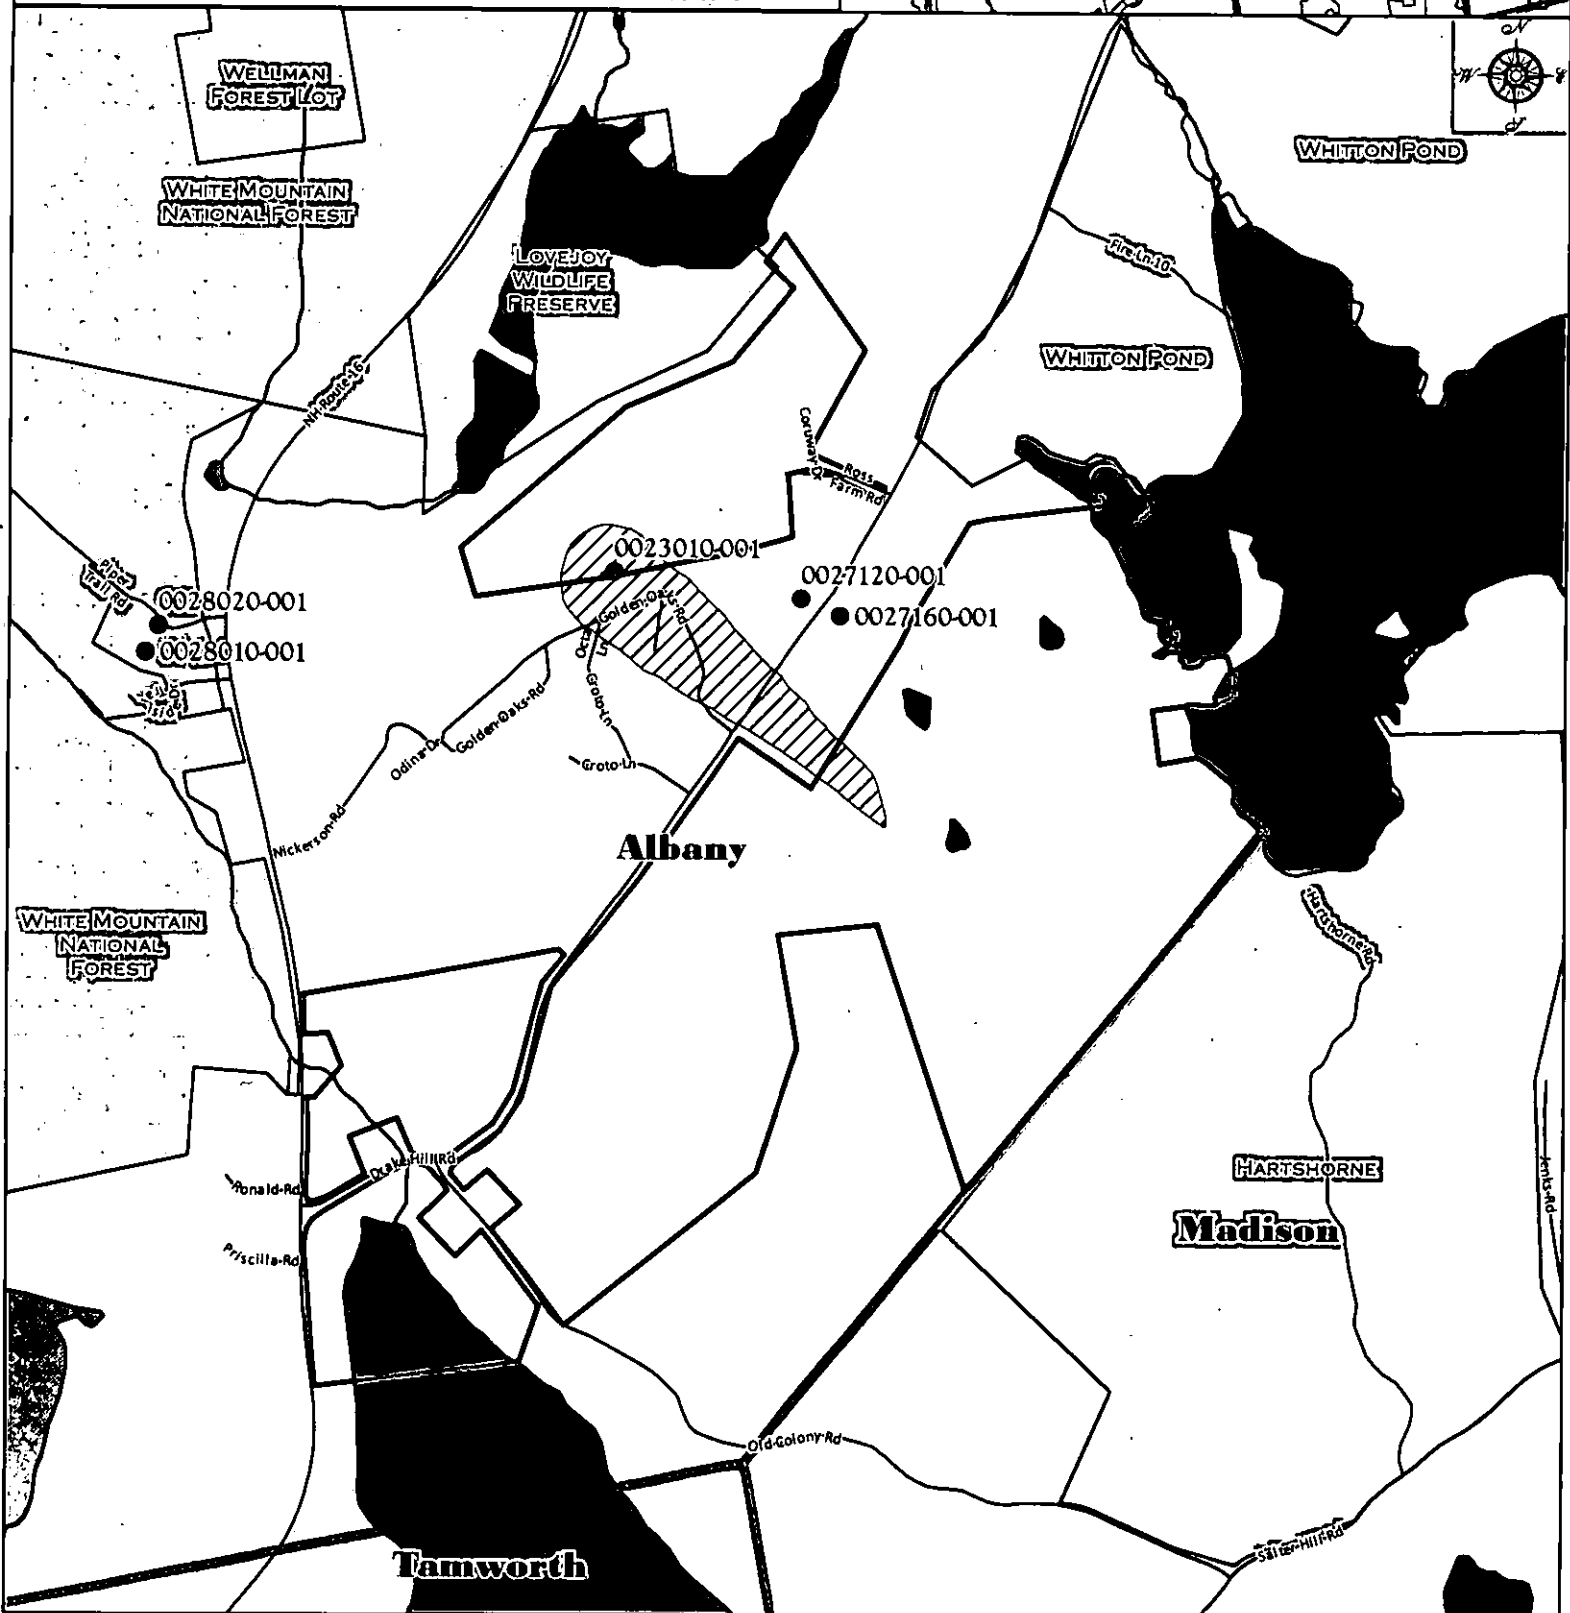 N
W
WELLMAN
FOREST LOT
WHITTON POND
WHITE MOUNTAIN
NATIONAL FOREST
LOVEJOY
WILDLIFE
PRESERVE
Fire-Ln-10
WHITTON POND
NH-Route-16
Ross
Farm Rd
0023010-001
Piper
Trail Rd
0027120-001
0028020-001
0027160-001
Golden-Oaks-Rd
0028010-001
Ln
Groto-Ln
Golden-Oaks-Rd
Odina-Dr
Groto-Ln
Nickerson-Rd
Albany
WHITE MOUNTAIN
NATIONAL
FOREST
Hartshorne-Rd
Drake-Hill-Rd
HARTSHORNE
Ronald-Rd
Jenks-Rd
Madison
Priscilla-Rd
Old-Colony-Rd
Salter-Hill-Rd
Tamworth